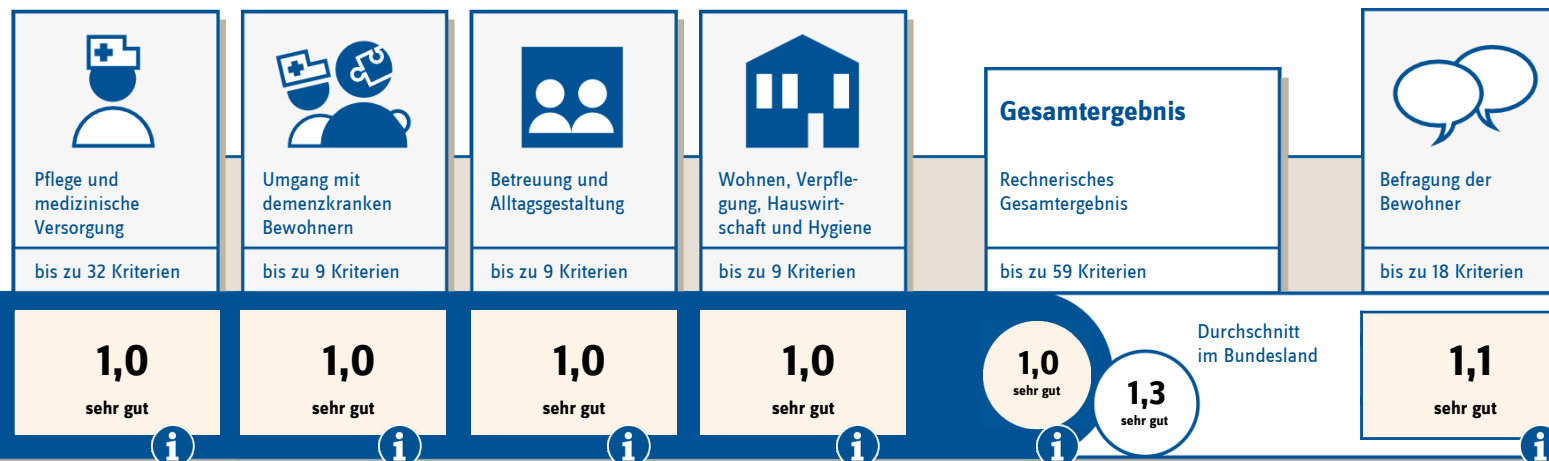 Pflege und
medizinische
Versorgung
bis zu 32 Kriterien
1,0
sehr gut
i
Umgang mit
demenzkranken
Bewohnern
bis zu 9 Kriterien
1,0
sehr gut
i
Betreuung und
Alltagsgestaltung
bis zu 9 Kriterien
1,0
sehr gut
i
Wohnen, Verpfle-
gung, Hauswirt-
schaft und Hygiene
bis zu 9 Kriterien
1,0
sehr gut
i
Gesamtergebnis
Rechnerisches
Gesamtergebnis
bis zu 59 Kriterien
1,0
sehr gut
i
1,3
sehr gut
Durchschnitt
im Bundesland
Befragung der
Bewohner
bis zu 18 Kriterien
1,1
sehr gut
i